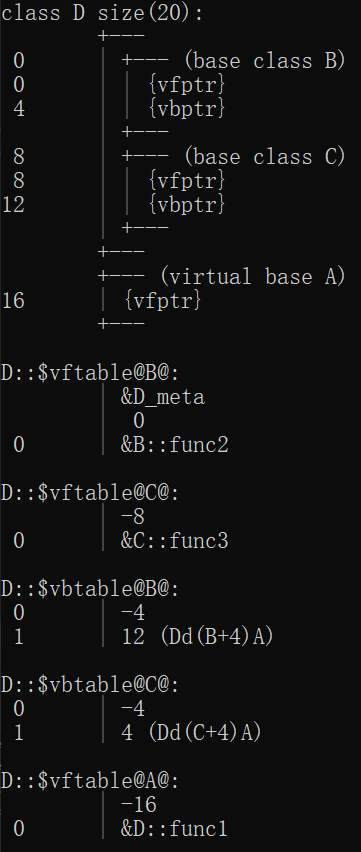 class D size(20):
        +---
 0      | +--- (base class B)
 0      | | {vfptr}
 4      | | {vbptr}
        | +---
 8      | +--- (base class C)
 8      | | {vfptr}
12      | | {vbptr}
        | +---
        +---
        +--- (virtual base A)
16      | {vfptr}
        +---

D::$vftable@B@:
        | &D_meta
        |  0
 0      | &B::func2

D::$vftable@C@:
        | -8
 0      | &C::func3

D::$vbtable@B@:
 0      | -4
 1      | 12 (Dd(B+4)A)

D::$vbtable@C@:
 0      | -4
 1      | 4 (Dd(C+4)A)

D::$vftable@A@:
        | -16
 0      | &D::func1